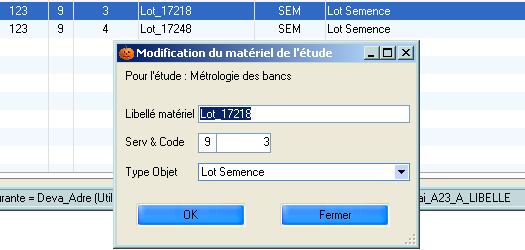 123 9 3 Lot_17218 SEM Lot Semence
123 9 4 Lot_17248 SEM Lot Semence
Modification du matériel de l'étude
Pour l'étude : Métrologie des bancs
Libellé matériel Lot_17218
Serv & Code 9 3
Type Objet Lot Semence
urante = Deva_Adre (Util ai_A23_A_LIBELLE
OK Fermer